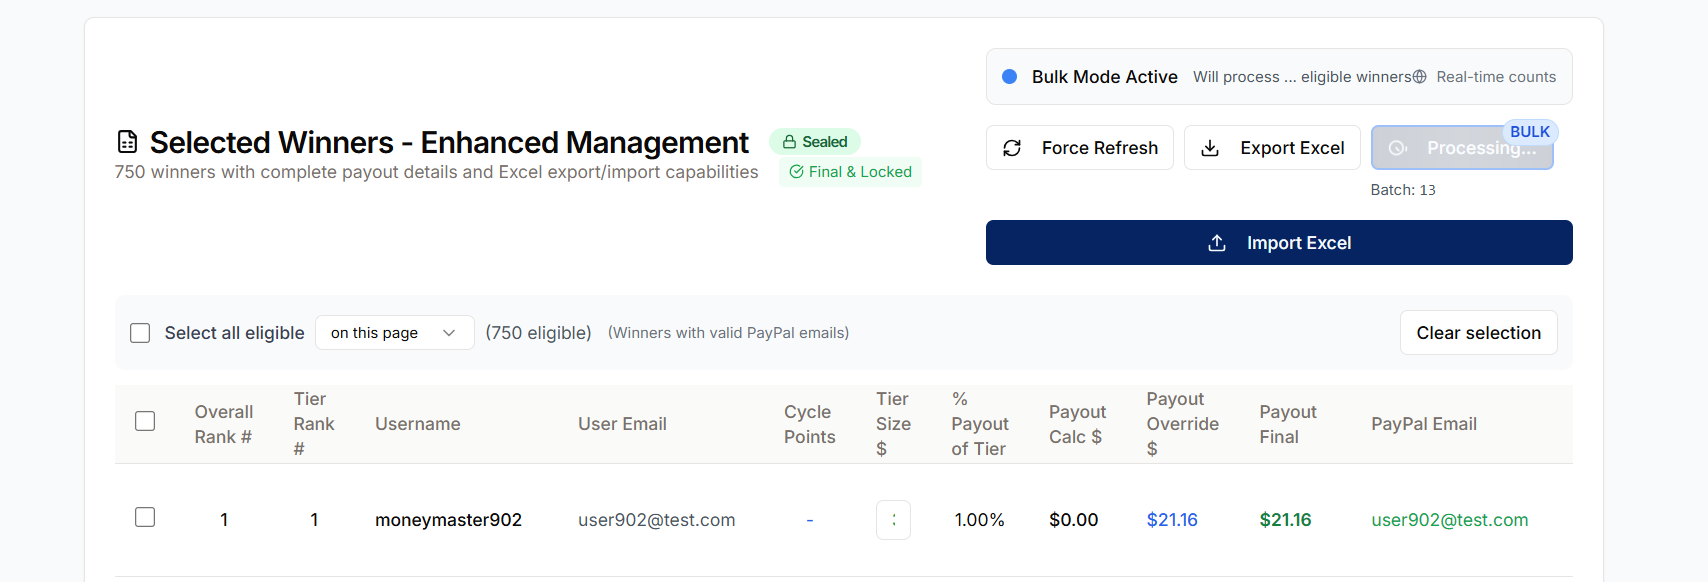 Bulk Mode Active Will process ... eligible winners Real-time counts
Selected Winners - Enhanced Management
Sealed
750 winners with complete payout details and Excel export/import capabilities
Final & Locked
Force Refresh
Export Excel
Processing...
BULK
Batch: 13
Import Excel
Select all eligible on this page (750 eligible) (Winners with valid PayPal emails)
Clear selection
Overall Rank #
Tier Rank #
Username
User Email
Cycle Points
Tier Size $
% Payout of Tier
Payout Calc $
Payout Override $
Payout Final
PayPal Email
1 1 moneymaster902 user902@test.com - 1.00% $0.00 $21.16 $21.16 user902@test.com